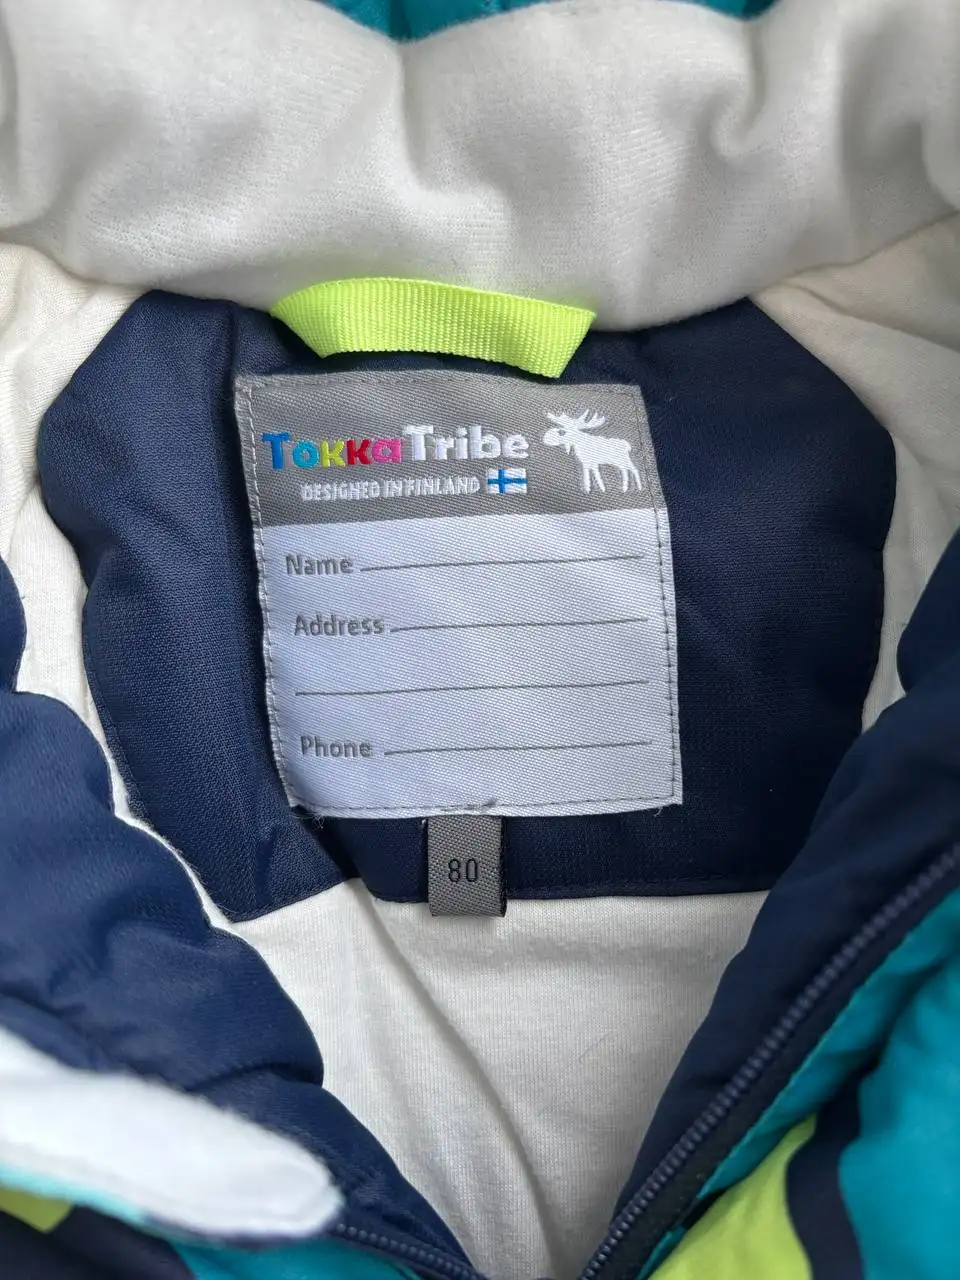 TokkaTribe
DESIGNED IN FINLAND
Name
Address
Phone
80